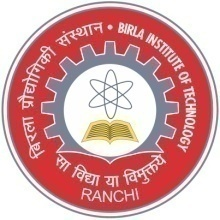 बिरला प्रौद्योगिकी संस्थान • BIRLA INSTITUTE OF TECHNOLOGY
सा विद्या या विमुक्तये
RANCHI